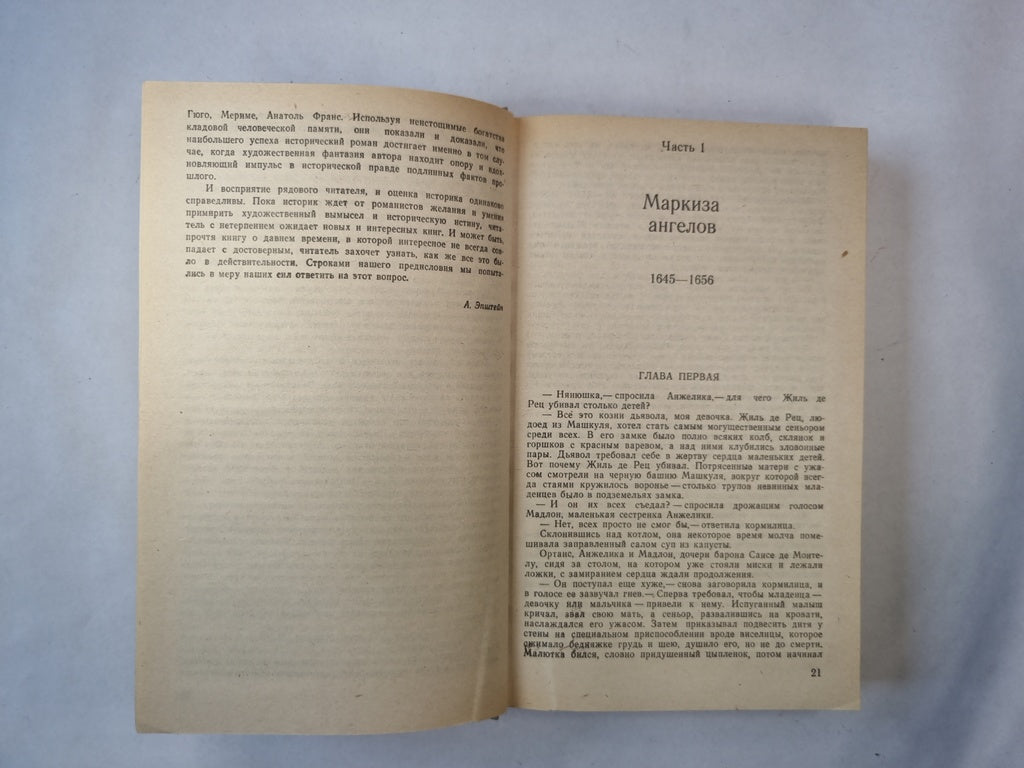 Гюго, Мериме, Анатоль Франс. Используя неистощимые богатства
кладовой человеческой памяти, они показали и доказали, что
наибольшего успеха исторический роман достигает именно в том слу-
чае, когда художественная фантазия автора находит опору и вдох-
новляющий импульс в исторической правде подлинных фактов про-
шлого.
И восприятие рядового читателя, и оценка историка одинаково
справедливы. Пока историк ждет от романистов желания и умения
примирить художественный вымысел и историческую истину, чита-
тель с нетерпением ожидает новых и интересных книг. И может быть,
прочтя книгу о давнем времени, в которой интересное не всегда сов-
падает с достоверным, читатель захочет узнать, как же все это бы-
ло в действительности. Строками нашего предисловия мы попыта-
лись в меру наших сил ответить на этот вопрос.
А. Эпштейн
Часть 1
Маркиза
ангелов
1645—1656
ГЛАВА ПЕРВАЯ
— Нянюшка,— спросила Анжелика,— для чего Жиль де
Рец убивал столько детей?
— Всё это козни дьявола, моя девочка. Жиль де Рец, лю-
доед из Машкуля, хотел стать самым могущественным сеньором
среди всех. В его замке было полно всяких колб, склянок и
горшков с красным варевом, а над ними клубились зловонные
пары. Дьявол требовал себе в жертву сердца маленьких детей.
Вот почему Жиль де Рец убивал. Потрясенные матери с ужа-
сом смотрели на черную башню Машкуля, вокруг которой всег-
да стаями кружилось воронье — столько трупов невинных мла-
денцев было в подземельях замка.
— И он их всех съедал? — спросила дрожащим голосом
Мадлон, маленькая сестренка Анжелики.
— Нет, всех просто не смог бы,— ответила кормилица.
Склонившись над котлом, она некоторое время молча поме-
шивала заправленный салом суп из капусты.
Ортанс, Анжелика и Мадлон, дочери барона Сансе де Монте-
лу, сидя за столом, на котором уже стояли миски и лежали
ложки, с замиранием сердца ждали продолжения.
— Он поступал еще хуже,— снова заговорила кормилица, и
в голосе ее зазвучал гнев.— Сперва требовал, чтобы младенца —
девочку или мальчика — привели к нему. Испуганный малыш
кричал, звал свою мать, а сеньор, развалившись на кровати,
наслаждался его ужасом. Затем приказывал подвесить дитя у
стены на специальном приспособлении вроде виселицы, которое
сжимало бедняжке грудь и шею, душило его, но не до смерти.
Малютка бился, словно придушенный цыпленок, потом начинал
21